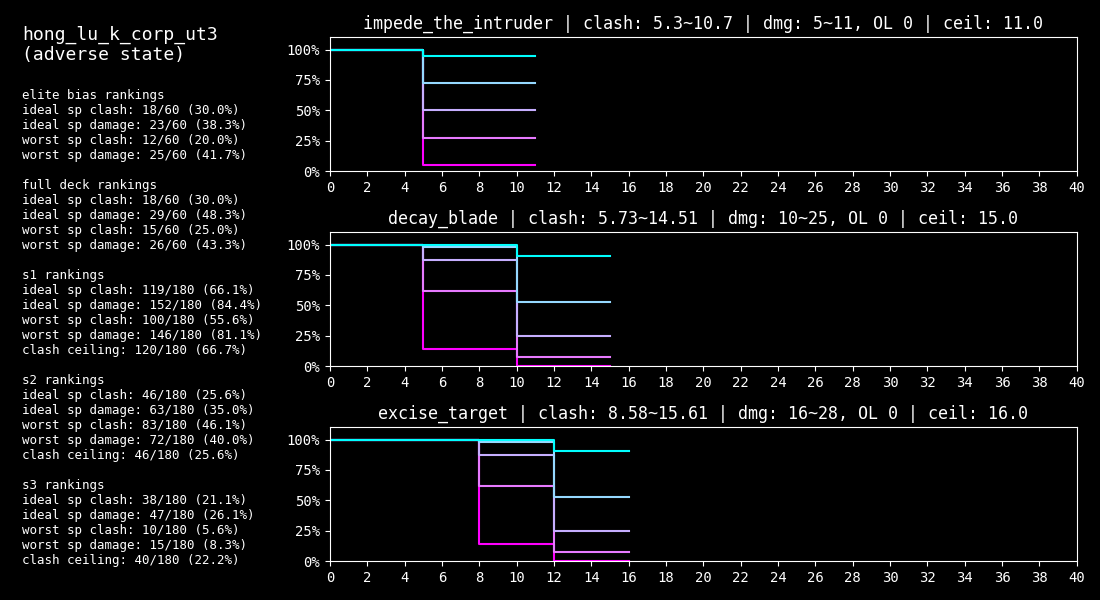 hong_lu_k_corp_ut3
(adverse state)
elite bias rankings
ideal sp clash: 18/60 (30.0%)
ideal sp damage: 23/60 (38.3%)
worst sp clash: 12/60 (20.0%)
worst sp damage: 25/60 (41.7%)
full deck rankings
ideal sp clash: 18/60 (30.0%)
ideal sp damage: 29/60 (48.3%)
worst sp clash: 15/60 (25.0%)
worst sp damage: 26/60 (43.3%)
s1 rankings
ideal sp clash: 119/180 (66.1%)
ideal sp damage: 152/180 (84.4%)
worst sp clash: 100/180 (55.6%)
worst sp damage: 146/180 (81.1%)
clash ceiling: 120/180 (66.7%)
s2 rankings
ideal sp clash: 46/180 (25.6%)
ideal sp damage: 63/180 (35.0%)
worst sp clash: 83/180 (46.1%)
worst sp damage: 72/180 (40.0%)
clash ceiling: 46/180 (25.6%)
s3 rankings
ideal sp clash: 38/180 (21.1%)
ideal sp damage: 47/180 (26.1%)
worst sp clash: 10/180 (5.6%)
worst sp damage: 15/180 (8.3%)
clash ceiling: 40/180 (22.2%)
impede_the_intruder | clash: 5.3~10.7 | dmg: 5~11, OL 0 | ceil: 11.0
100%
75%
50%
25%
0%
0 2 4 6 8 10 12 14 16 18 20 22 24 26 28 30 32 34 36 38 40
decay_blade | clash: 5.73~14.51 | dmg: 10~25, OL 0 | ceil: 15.0
100%
75%
50%
25%
0%
0 2 4 6 8 10 12 14 16 18 20 22 24 26 28 30 32 34 36 38 40
excise_target | clash: 8.58~15.61 | dmg: 16~28, OL 0 | ceil: 16.0
100%
75%
50%
25%
0%
0 2 4 6 8 10 12 14 16 18 20 22 24 26 28 30 32 34 36 38 40